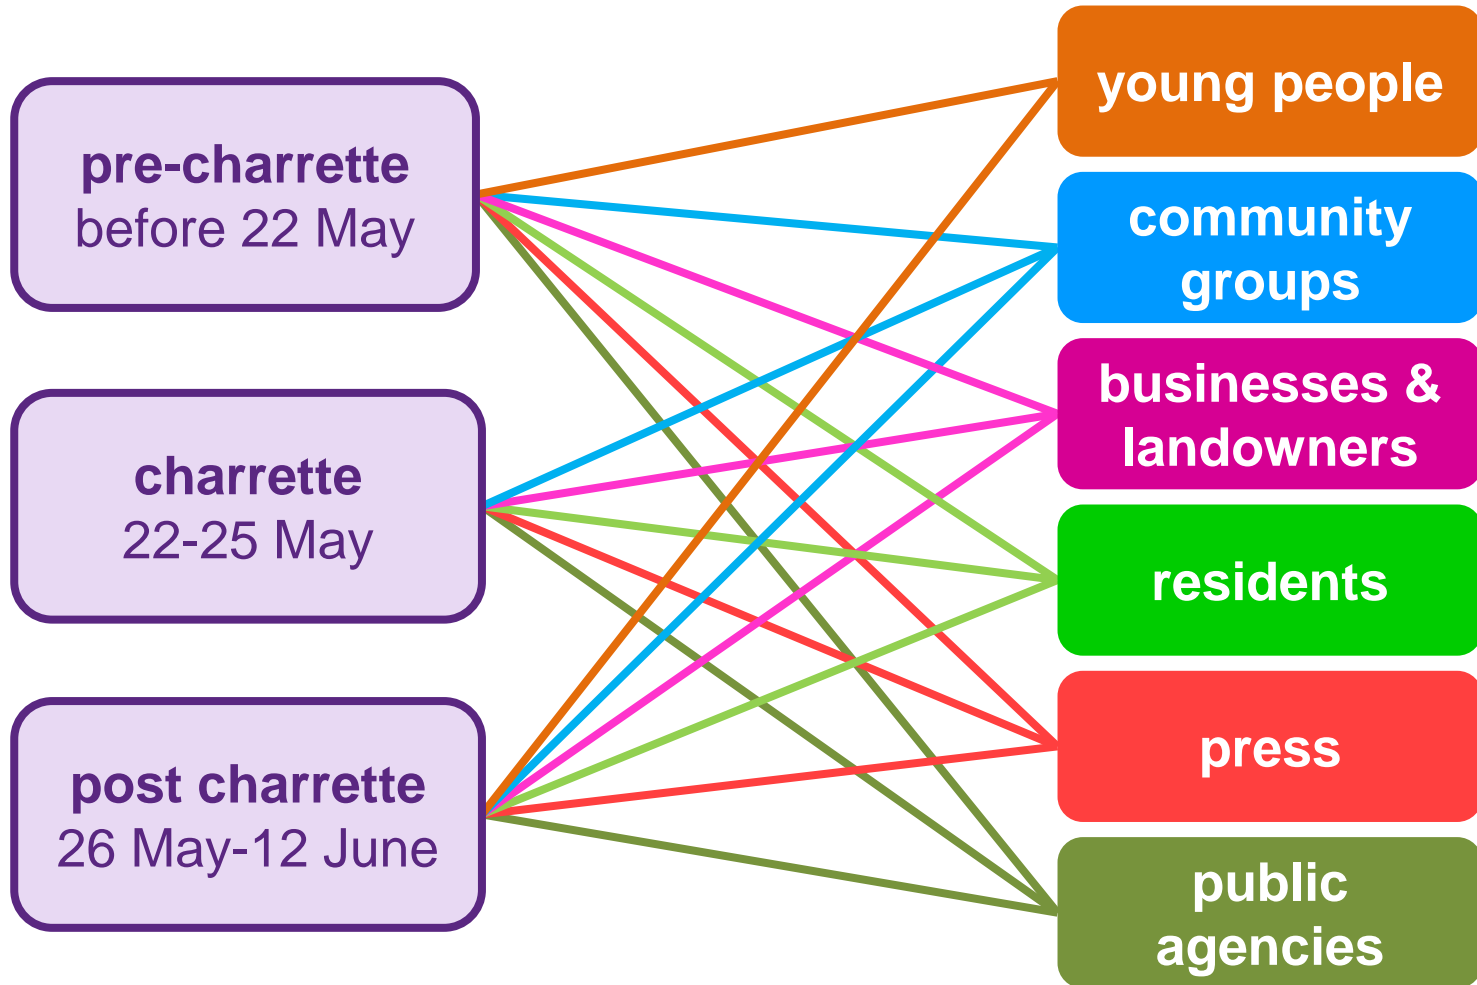 pre-charrette
before 22 May
charrette
22-25 May
post charrette
26 May-12 June
young people
community
groups
businesses &
landowners
residents
press
public
agencies